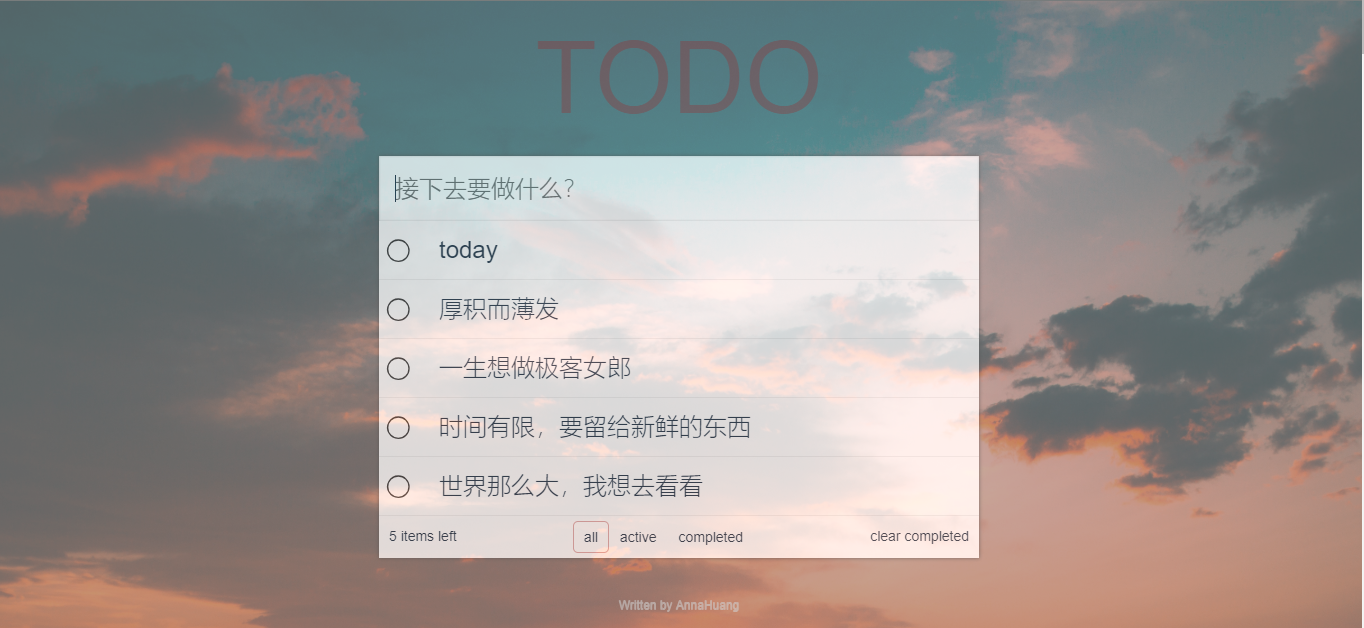 TODO
接下去要做什么?
today
厚积而薄发
一生想做极客女郎
时间有限，要留给新鲜的东西
世界那么大，我想去看看
5 items left all active completed clear completed
Written by AnnaHuang